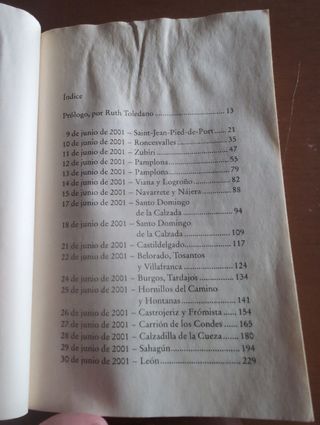 Índice
Prólogo, por Ruth Toledano 13
9 de junio de 2001 – Saint-Jean-Pied-de-Port 21
10 de junio de 2001 – Roncesvalles 35
11 de junio de 2001 – Zubiri 47
12 de junio de 2001 – Pamplona 55
13 de junio de 2001 – Pamplona 79
14 de junio de 2001 – Viana y Logroño 82
15 de junio de 2001 – Navarrete y Nájera 88
17 de junio de 2001 – Santo Domingo
de la Calzada 94
18 de junio de 2001 – Santo Domingo
de la Calzada 109
21 de junio de 2001 – Castildelgado 117
22 de junio de 2001 – Belorado, Tosantos
y Villafranca 124
24 de junio de 2001 – Burgos, Tardajos 134
25 de junio de 2001 – Hornillos del Camino
y Hontanas 141
26 de junio de 2001 – Castrojeriz y Frómista 154
27 de junio de 2001 – Carrión de los Condes 165
28 de junio de 2001 – Calzadilla de la Cueza 180
29 de junio de 2001 – Sahagún 194
30 de junio de 2001 – León 229